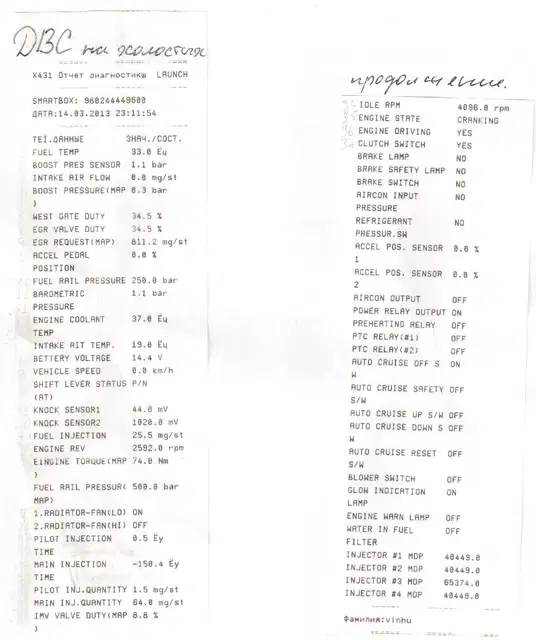 ДВС на холостых
X431 Отчет диагностики LAUNCH
SMARTBOX: 980244449600
ДАТА:14.03.2013 23:11:54
ТЕÏ.ДАННЫЕ ЗНАЧ./СОСТ.
FUEL TEMP 33.0 Ёц
BOOST PRES SENSOR 1.1 bar
INTAKE AIR FLOW 0.0 mg/st
BOOST PRESSURE(MAP 0.3 bar
)
WEST GATE DUTY 34.5 %
EGR VALVE DUTY 34.5 %
EGR REQUEST(MAP) 811.2 mg/st
ACCEL PEDAL 0.0 %
POSITION
FUEL RAIL PRESSURE 250.0 bar
BAROMETRIC 1.1 bar
PRESSURE
ENGINE COOLANT 37.0 Ёц
TEMP
INTAKE AIT TEMP. 19.0 Ёц
BETTERY VOLTAGE 14.4 V
VEHICLE SPEED 0.0 km/h
SHIFT LEVER STATUS P/N
(AT)
KNOCK SENSOR1 44.0 mV
KNOCK SENSOR2 1020.0 mV
FUEL INJECTION 25.5 mg/st
ENGINE REV 2592.0 rpm
EINGINE TORQUE(MAP 74.0 Nm
)
FUEL RAIL PRESSUR( 500.0 bar
MAP)
1.RADIATOR-FAN(LO) ON
2.RADIATOR-FAN(HI) OFF
PILOT INJECTION 0.5 Ёу
TIME
MAIN INJECTION -150.4 Ёу
TIME
PILOT INJ.QUANTITY 1.5 mg/st
MAIN INJ.QUANTITY 64.0 mg/st
IMV VALVE DUTY(MAP 8.8 %
)
продолжение.
IDLE RPM 4096.0 rpm
ENGINE STATE CRANKING
ENGINE DRIVING YES
CLUTCH SWITCH YES
BRAKE LAMP NO
BRAKE SAFETY LAMP NO
BRAKE SWITCH NO
AIRCON INPUT NO
PRESSURE
REFRIGERANT NO
PRESSUR.SW
ACCEL POS. SENSOR 0.0 %
1
ACCEL POS. SENSOR 0.0 %
2
AIRCON OUTPUT OFF
POWER RELAY OUTPUT ON
PREHEATING RELAY OFF
PTC RELAY(#1) OFF
PTC RELAY(#2) OFF
AUTO CRUISE OFF S ON
W
AUTO CRUISE SAFETY OFF
S/W
AUTO CRUISE UP S/W OFF
AUTO CRUISE DOWN S OFF
W
AUTO CRUISE RESET OFF
S/W
BLOWER SWITCH OFF
GLOW INDICATION ON
LAMP
ENGINE WARN LAMP OFF
WATER IN FUEL OFF
FILTER
INJECTOR #1 MDP 40449.0
INJECTOR #2 MDP 40449.0
INJECTOR #3 MDP 65374.0
INJECTOR #4 MDP 40449.0
Фамилия:vinhu